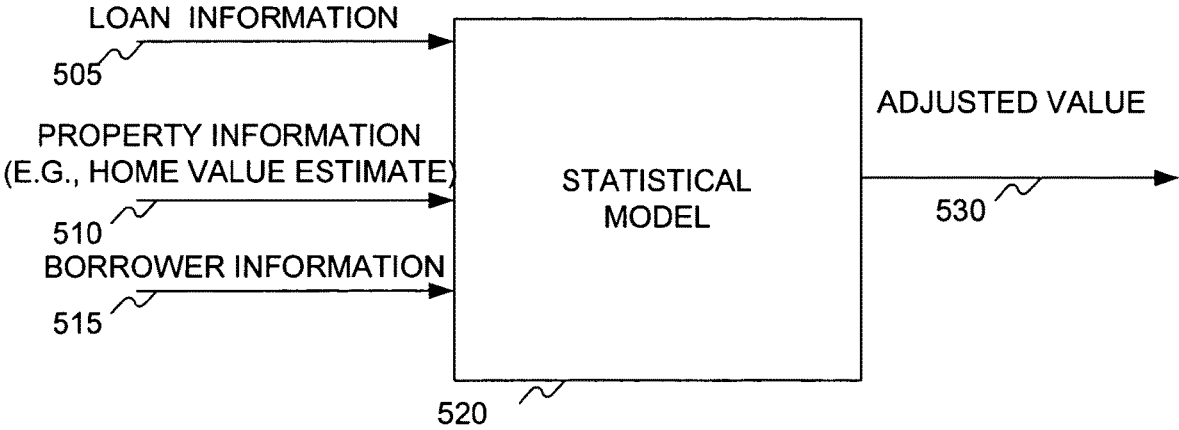 LOAN INFORMATION
505
PROPERTY INFORMATION
(E.G., HOME VALUE ESTIMATE)
510
BORROWER INFORMATION
515
STATISTICAL
MODEL
520
ADJUSTED VALUE
530